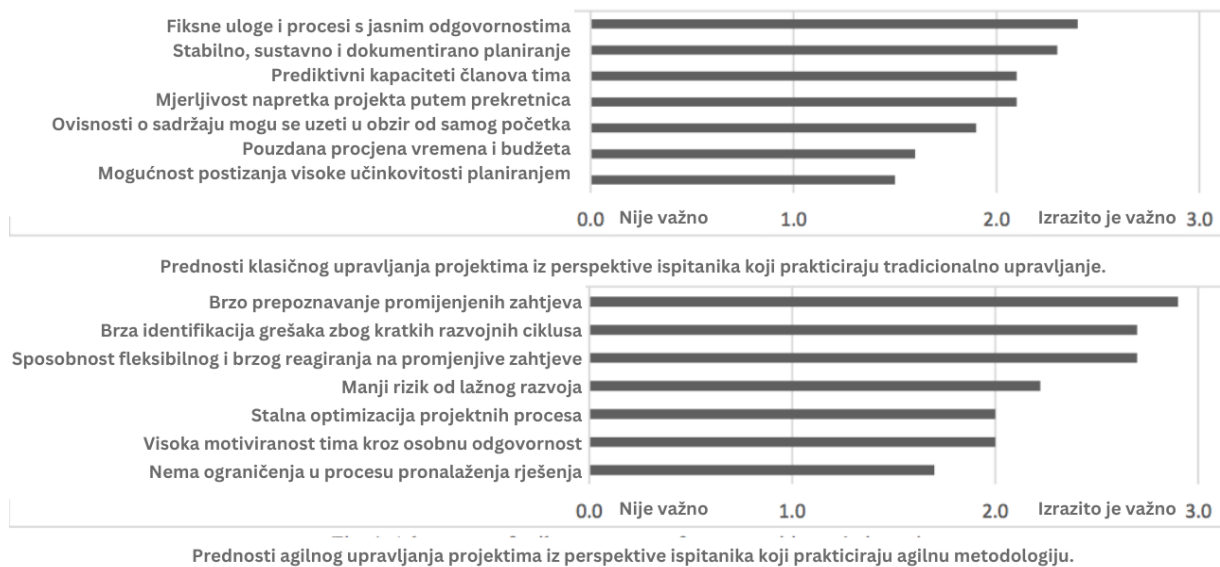 Fiksne uloge i procesi s jasnim odgovornostima
Stabilno, sustavno i dokumentirano planiranje
Prediktivni kapaciteti članova tima
Mjerljivost napretka projekta putem prekretnica
Ovisnosti o sadržaju mogu se uzeti u obzir od samog početka
Pouzdana procjena vremena i budžeta
Mogućnost postizanja visoke učinkovitosti planiranjem
0.0 Nije važno 1.0 2.0 Izrazito je važno 3.0
Prednosti klasičnog upravljanja projektima iz perspektive ispitanika koji prakticiraju tradicionalno upravljanje.
Brzo prepoznavanje promijenjenih zahtjeva
Brza identifikacija grešaka zbog kratkih razvojnih ciklusa
Sposobnost fleksibilnog i brzog reagiranja na promjenjive zahtjeve
Manji rizik od lažnog razvoja
Stalna optimizacija projektnih procesa
Visoka motiviranost tima kroz osobnu odgovornost
Nema ograničenja u procesu pronalaženja rješenja
0.0 Nije važno 1.0 2.0 Izrazito je važno 3.0
Prednosti agilnog upravljanja projektima iz perspektive ispitanika koji prakticiraju agilnu metodologiju.